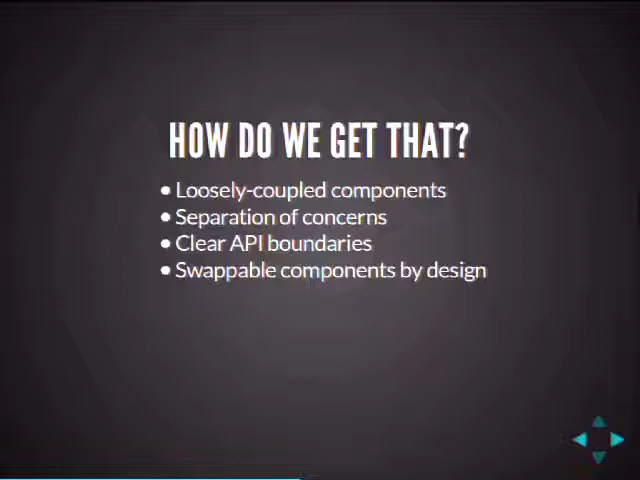 HOW DO WE GET THAT?
• Loosely-coupled components
• Separation of concerns
• Clear API boundaries
• Swappable components by design